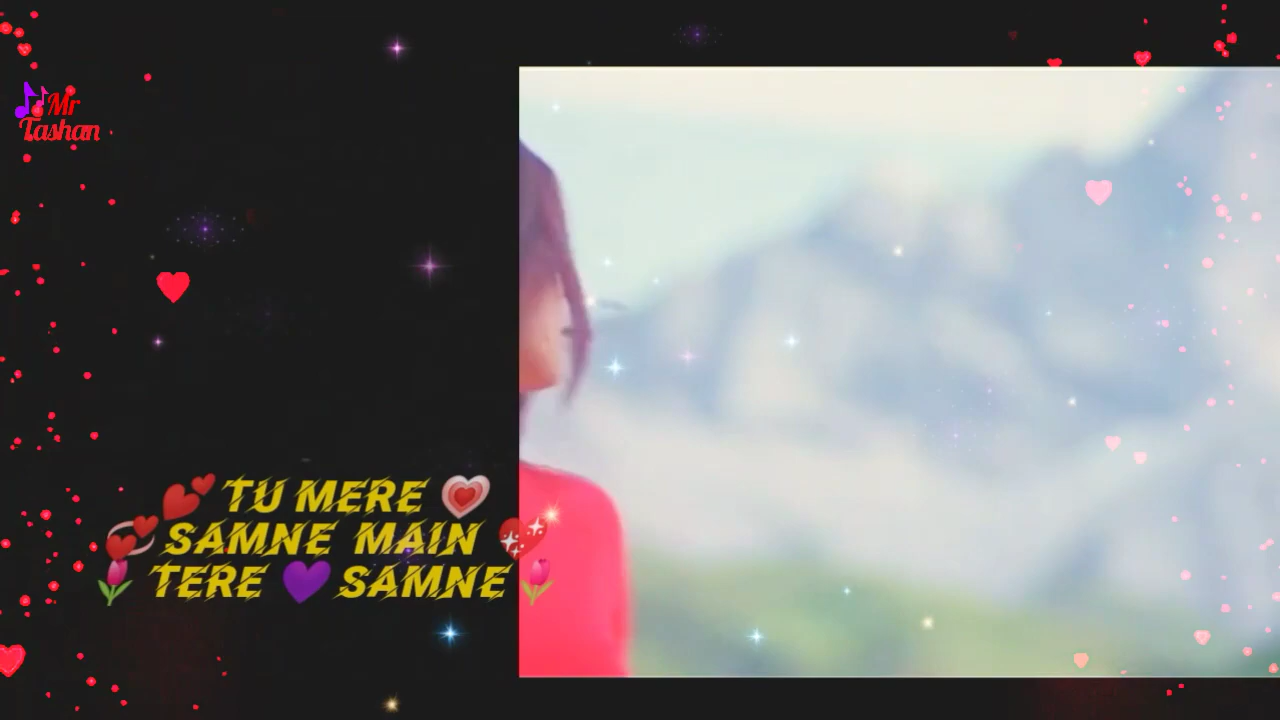 Mr
Tashan
💕 TU MERE 💗
💞 SAMNE MAIN 💖
🌷 TERE 💜 SAMNE 🌷